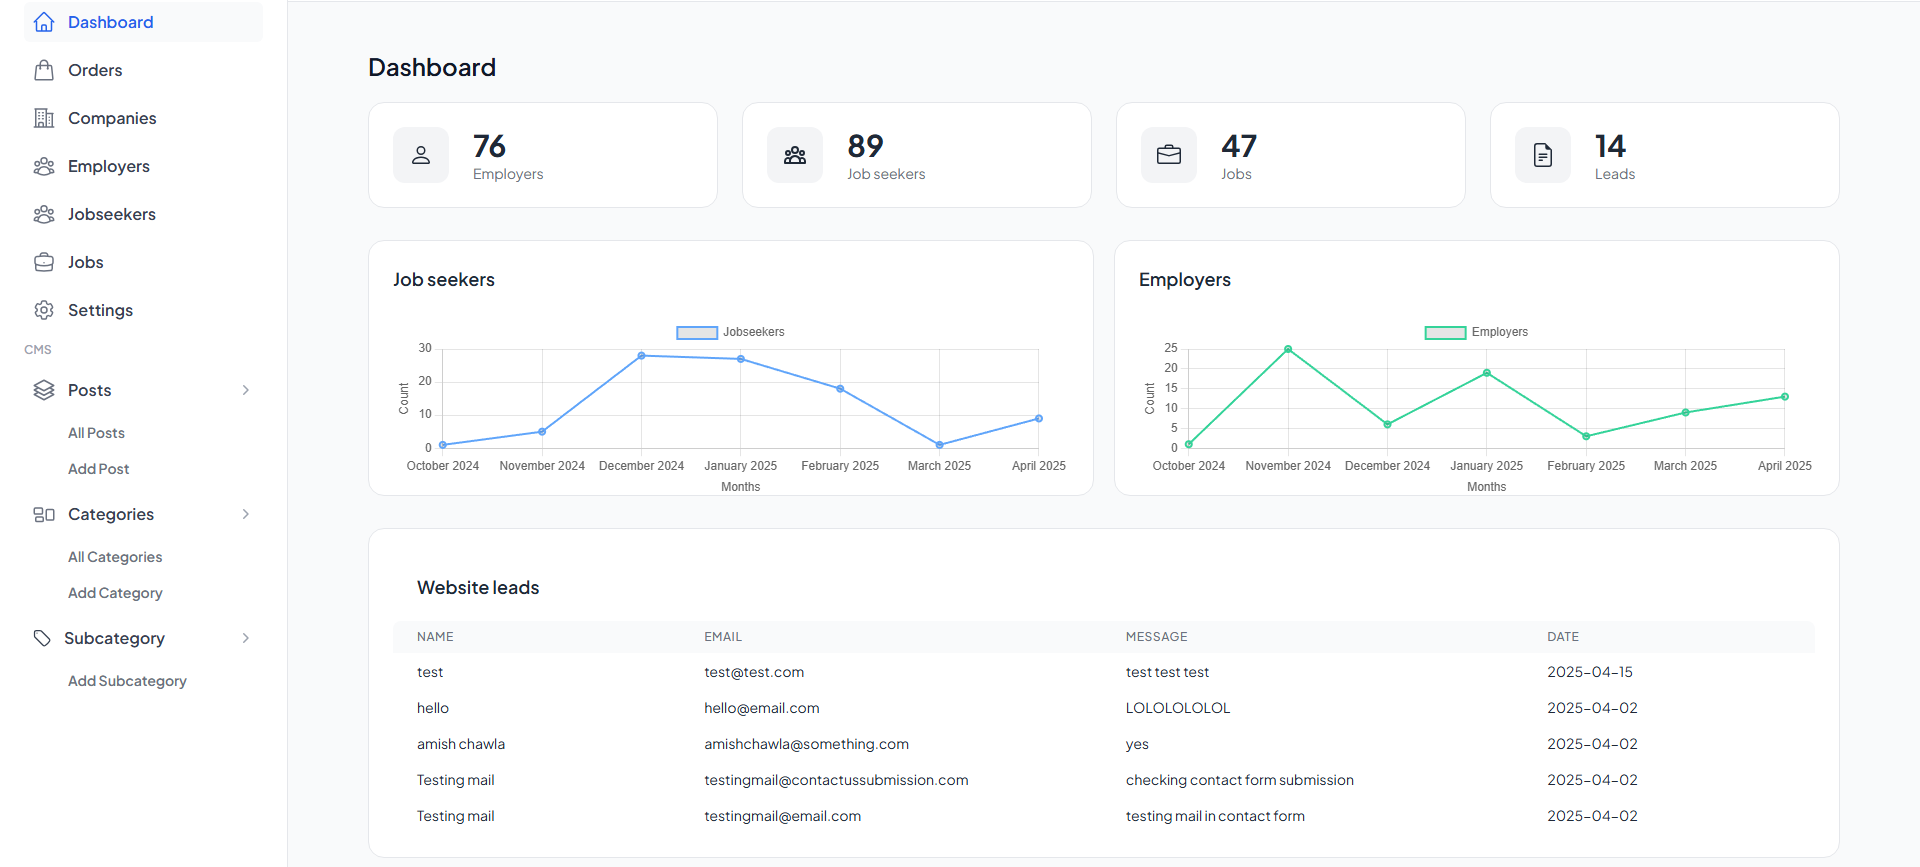 Dashboard
Orders
Companies
Employers
Jobseekers
Jobs
Settings
CMS
Posts
All Posts
Add Post
Categories
All Categories
Add Category
Subcategory
Add Subcategory
Dashboard
76
Employers
89
Job seekers
47
Jobs
14
Leads
Job seekers
Jobseekers
30
20
10
0
Count
October 2024 November 2024 December 2024 January 2025 February 2025 March 2025 April 2025
Months
Employers
Employers
25
20
15
10
5
0
Count
October 2024 November 2024 December 2024 January 2025 February 2025 March 2025 April 2025
Months
Website leads
NAME EMAIL MESSAGE DATE
test test@test.com test test test 2025-04-15
hello hello@email.com LOLOLOLOLOL 2025-04-02
amish chawla amishchawla@something.com yes 2025-04-02
Testing mail testingmail@contactussubmission.com checking contact form submission 2025-04-02
Testing mail testingmail@email.com testing mail in contact form 2025-04-02